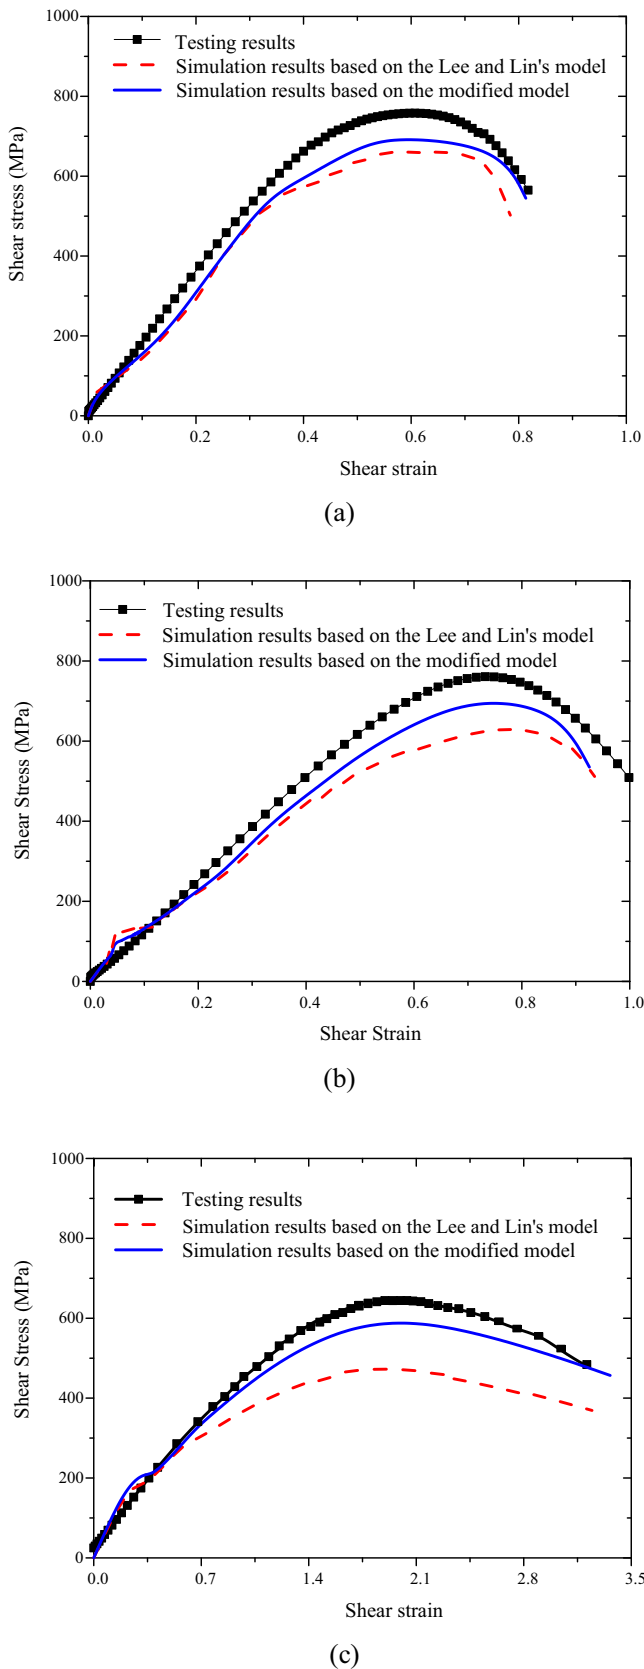 1000
Testing results
Simulation results based on the Lee and Lin's model
Simulation results based on the modified model
800
600
400
200
0
Shear stress (MPa)
0.0 0.2 0.4 0.6 0.8 1.0
Shear strain
(a)
1000
Testing results
Simulation results based on the Lee and Lin's model
Simulation results based on the modified model
800
600
400
200
0
Shear Stress (MPa)
0.0 0.2 0.4 0.6 0.8 1.0
Shear Strain
(b)
1000
Testing results
Simulation results based on the Lee and Lin's model
Simulation results based on the modified model
800
600
400
200
0
Shear Stress (MPa)
0.0 0.7 1.4 2.1 2.8 3.5
Shear strain
(c)